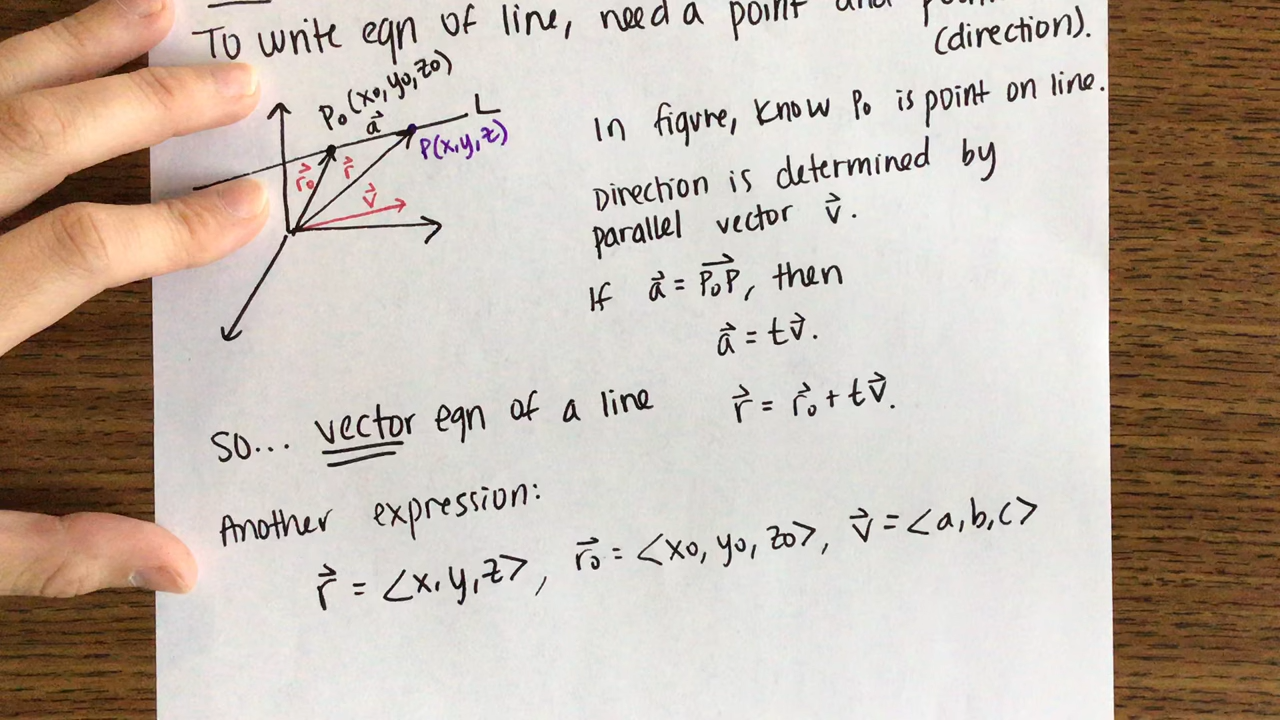 To write eqn of line, need a point and
(direction).
P₀(x₀,y₀,z₀)
L
a⃗
P(x,y,z)
r⃗₀
r⃗
v⃗
In figure, know P₀ is point on line.
Direction is determined by
parallel vector v⃗.
If a⃗ = P₀P⃗, then
a⃗ = tv⃗.
So... vector eqn of a line r⃗ = r⃗₀ + tv⃗.
Another expression:
r⃗ = <x,y,z>, r⃗₀ = <x₀, y₀, z₀>, v⃗ = <a,b,c>